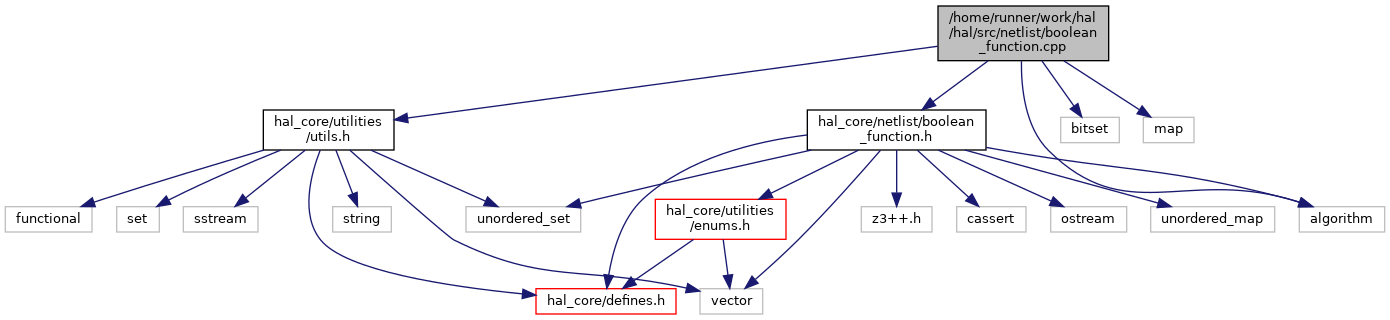 /home/runner/work/hal
/hal/src/netlist/boolean
_function.cpp
hal_core/utilities
/utils.h
hal_core/netlist/boolean
_function.h
bitset
map
functional
set
sstream
string
unordered_set
hal_core/utilities
/enums.h
z3++.h
cassert
ostream
unordered_map
algorithm
hal_core/defines.h
vector